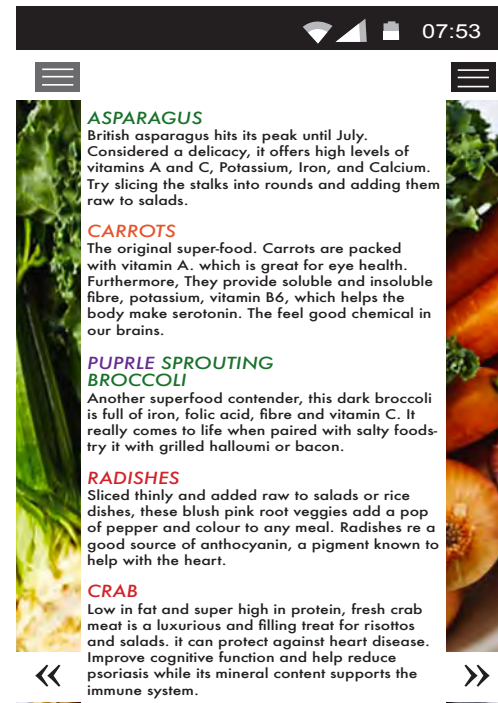 07:53
ASPARAGUS
British asparagus hits its peak until July.
Considered a delicacy, it offers high levels of
vitamins A and C, Potassium, Iron, and Calcium.
Try slicing the stalks into rounds and adding them
raw to salads.
CARROTS
The original super-food. Carrots are packed
with vitamin A. which is great for eye health.
Furthermore, They provide soluble and insoluble
fibre, potassium, vitamin B6, which helps the
body make serotonin. The feel good chemical in
our brains.
PUPRLE SPROUTING
BROCCOLI
Another superfood contender, this dark broccoli
is full of iron, folic acid, fibre and vitamin C. It
really comes to life when paired with salty foods-
try it with grilled halloumi or bacon.
RADISHES
Sliced thinly and added raw to salads or rice
dishes, these blush pink root veggies add a pop
of pepper and colour to any meal. Radishes re a
good source of anthocyanin, a pigment known to
help with the heart.
CRAB
Low in fat and super high in protein, fresh crab
meat is a luxurious and filling treat for risottos
and salads. it can protect against heart disease.
Improve cognitive function and help reduce
psoriasis while its mineral content supports the
immune system.